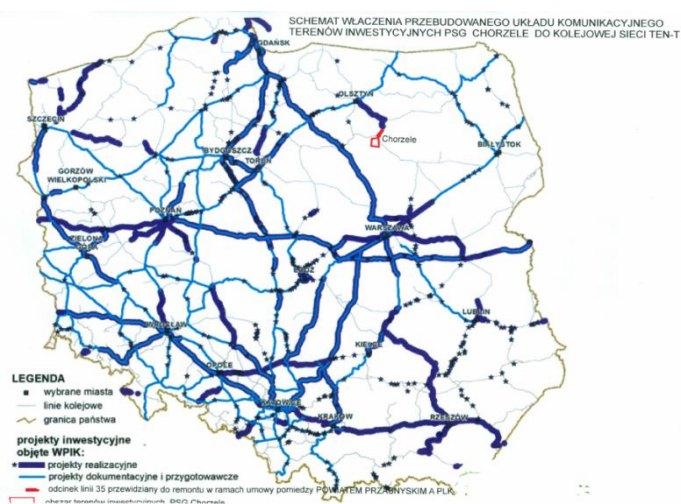 SCHEMAT WŁACZENIA PRZEBUDOWANEGO UKŁADU KOMUNIKACYJNEGO
TERENÓW INWESTYCYJNYCH PSG CHORZELE DO KOLEJOWEJ SIECI TEN-T
GDAŃSK
OLSZTYN
SZCZECIN
Chorzele
BYDGOSZCZ
BIAŁYSTOK
TORUŃ
GORZÓW
WIELKOPOLSKI
POZNAŃ
WARSZAWA
ZIELONA
GÓRA
ŁÓDŹ
LUBLIN
WROCŁAW
KIELCE
OPOLE
KATOWICE
KRAKÓW
RZESZÓW
LEGENDA
wybrane miasta
linie kolejowe
granica państwa
projekty inwestycyjne
objęte WPIK:
projekty realizacyjne
projekty dokumentacyjne i przygotowawcze
odcinek linii 35 przewidziany do remontu w ramach umowy pomiędzy POWIATEM PRZASNYSKIM A PLK
obszar terenów inwestycyjnych PSG Chorzele